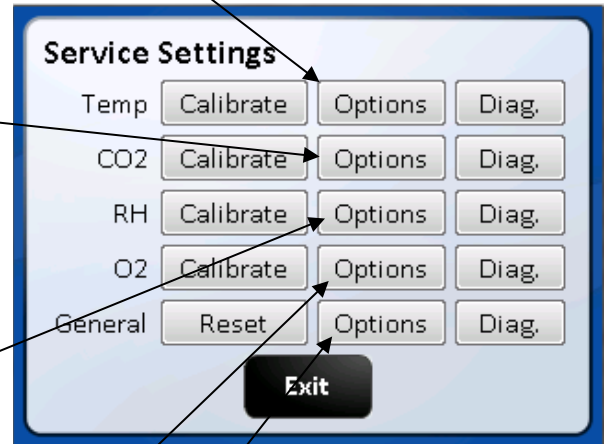 Service Settings
Temp Calibrate Options Diag.
CO2 Calibrate Options Diag.
RH Calibrate Options Diag.
O2 Calibrate Options Diag.
General Reset Options Diag.
Exit